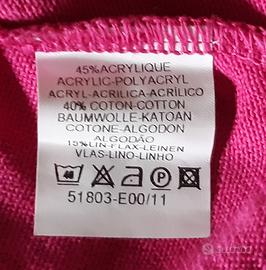 45%ACRYLIQUE
ACRYLIC-POLYACRYL
ACRYL-ACRILICA-ACRÍLICO
40% COTON-COTTON
BAUMWOLLE-KATOAN
COTONE-ALGODON
ALGODÃO
15%LIN-FLAX-LEINEN
VLAS-LINO-LINHO
P
51803-E00/11
subito